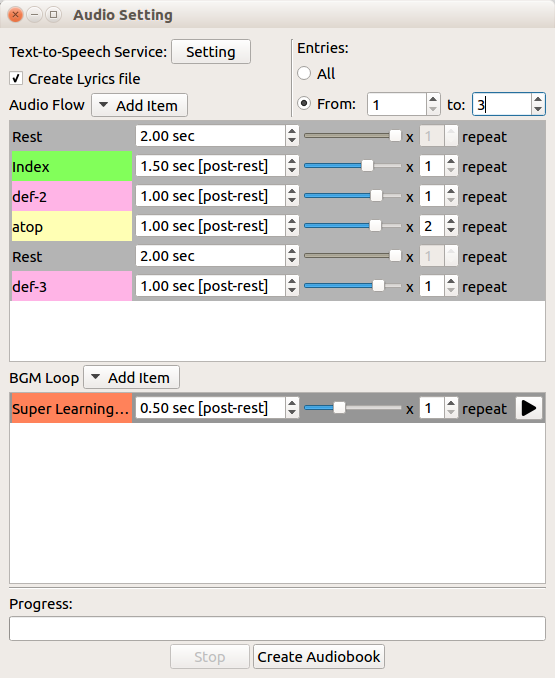 Audio Setting
Text-to-Speech Service: Setting
Create Lyrics file
Audio Flow Add Item
Entries:
All
From: 1 to: 3
Rest 2.00 sec x 1 repeat
Index 1.50 sec [post-rest] x 1 repeat
def-2 1.00 sec [post-rest] x 1 repeat
atop 1.00 sec [post-rest] x 2 repeat
Rest 2.00 sec x 1 repeat
def-3 1.00 sec [post-rest] x 1 repeat
BGM Loop Add Item
Super Learning... 0.50 sec [post-rest] x 1 repeat
Progress:
Stop Create Audiobook